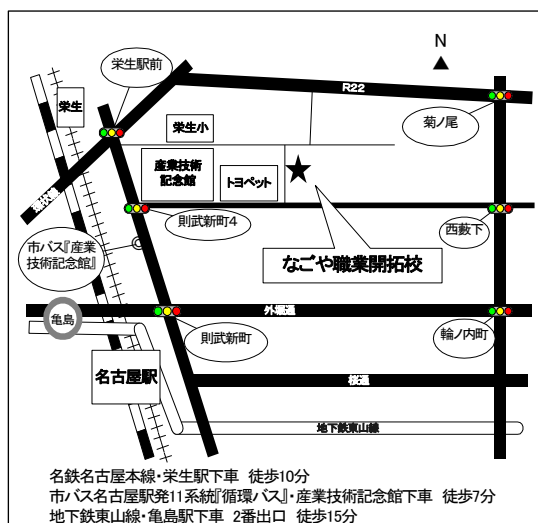 N
栄生駅前
R22
栄生
菊ノ尾
栄生小
産業技術
記念館
トヨペット
則武新町4
西藪下
市バス『産業
技術記念館』
なごや職業開拓校
外堀通
亀島
則武新町
輪ノ内町
名古屋駅
桜通
地下鉄東山線
名鉄名古屋本線・栄生駅下車 徒歩10分
市バス名古屋駅発11系統『循環バス』・産業技術記念館下車 徒歩7分
地下鉄東山線・亀島駅下車 2番出口 徒歩15分